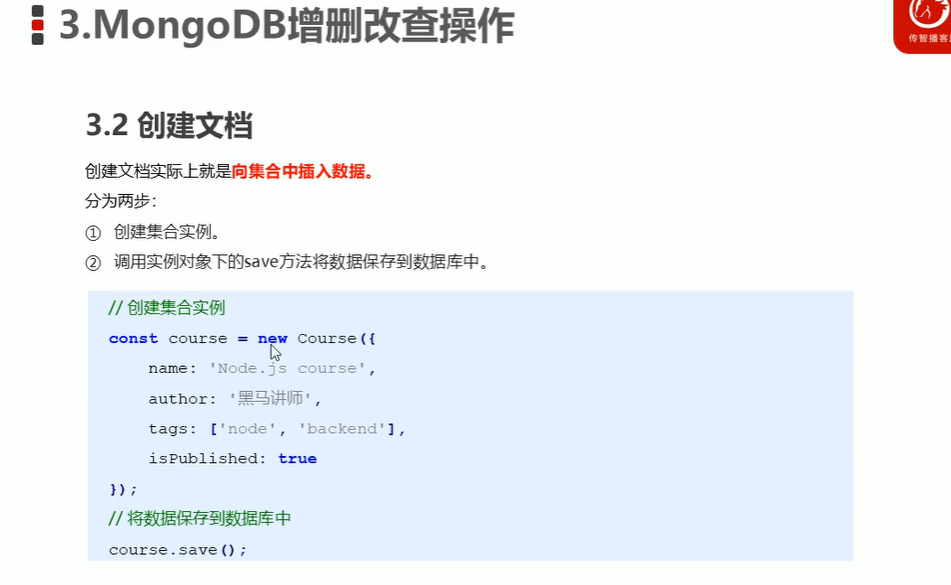 3.MongoDB增删改查操作
传智播客
3.2 创建文档
创建文档实际上就是向集合中插入数据。
分为两步：
① 创建集合实例。
② 调用实例对象下的save方法将数据保存到数据库中。
// 创建集合实例
const course = new Course({
name: 'Node.js course',
author: '黑马讲师',
tags: ['node', 'backend'],
isPublished: true
});
// 将数据保存到数据库中
course.save();